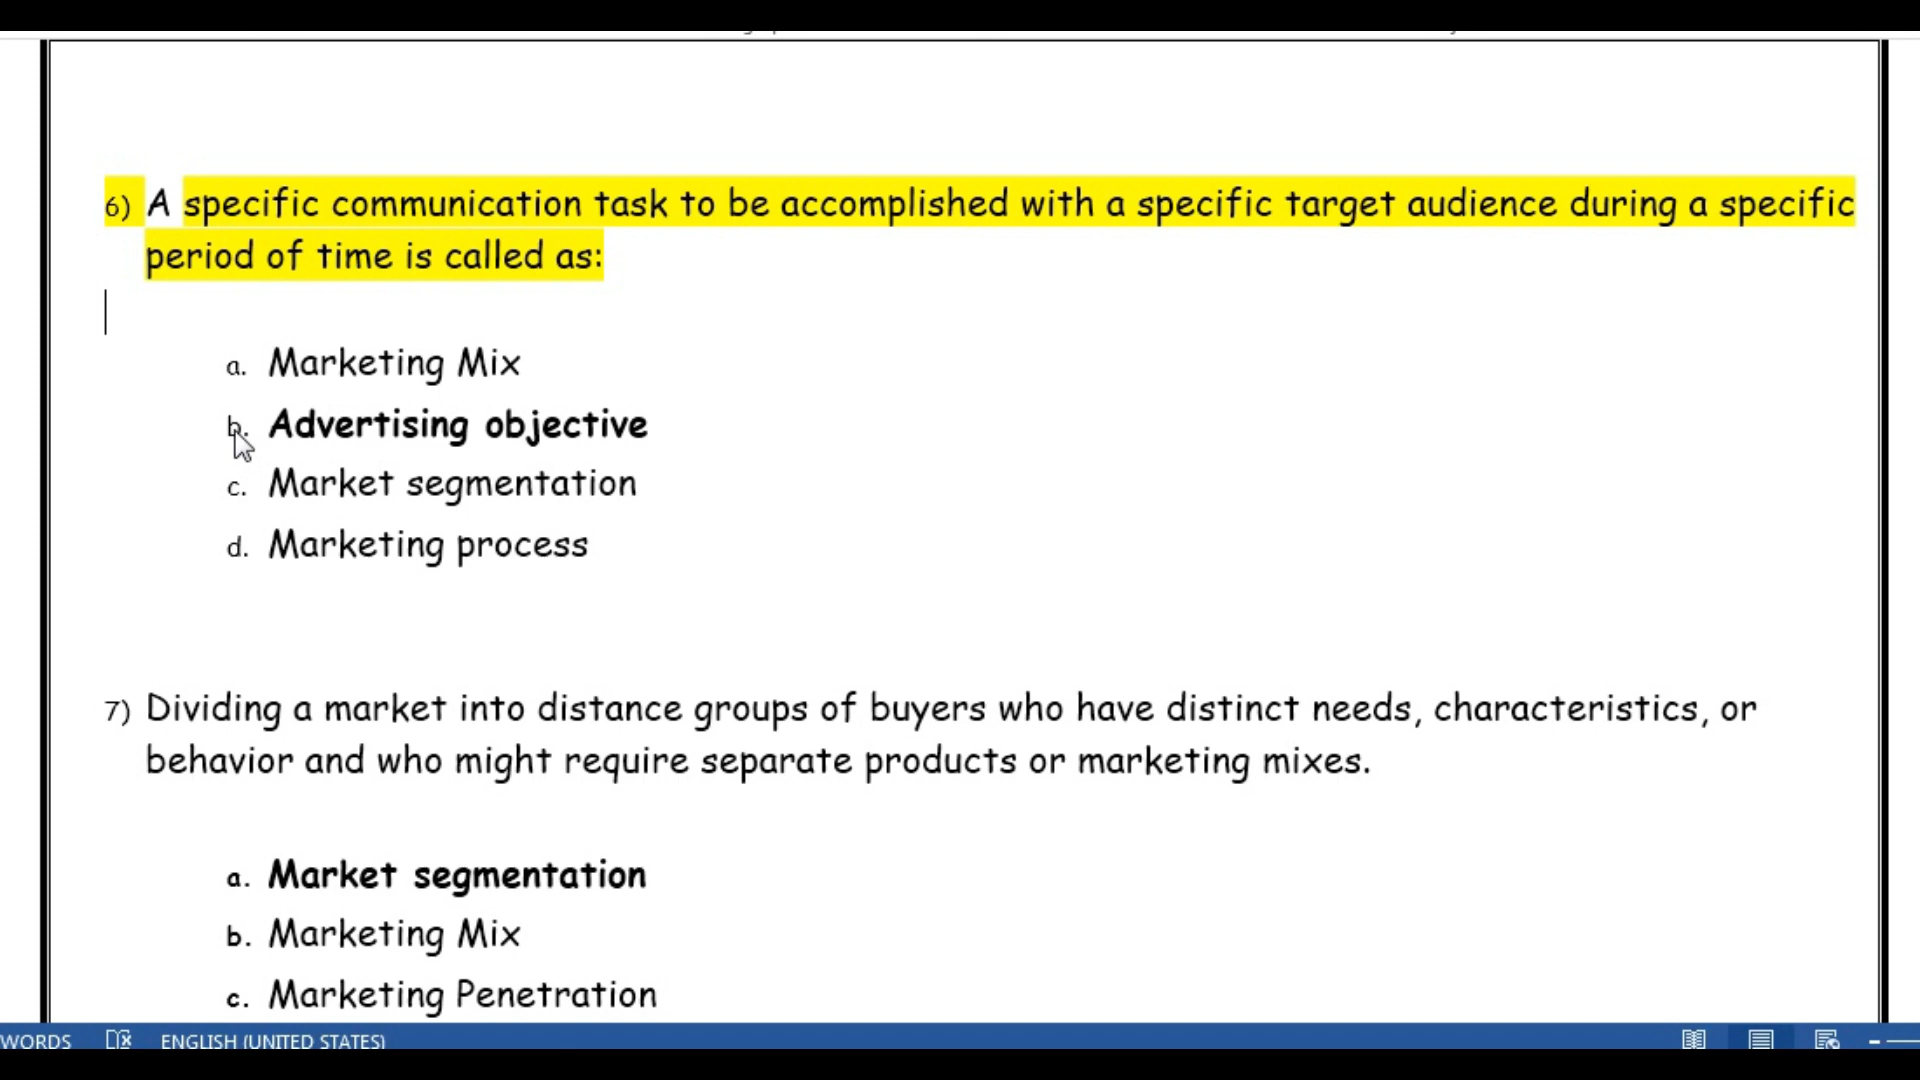 6) A specific communication task to be accomplished with a specific target audience during a specific
period of time is called as:
a. Marketing Mix
b. Advertising objective
c. Market segmentation
d. Marketing process
7) Dividing a market into distance groups of buyers who have distinct needs, characteristics, or
behavior and who might require separate products or marketing mixes.
a. Market segmentation
b. Marketing Mix
c. Marketing Penetration
WORDS ENGLISH (UNITED STATES)